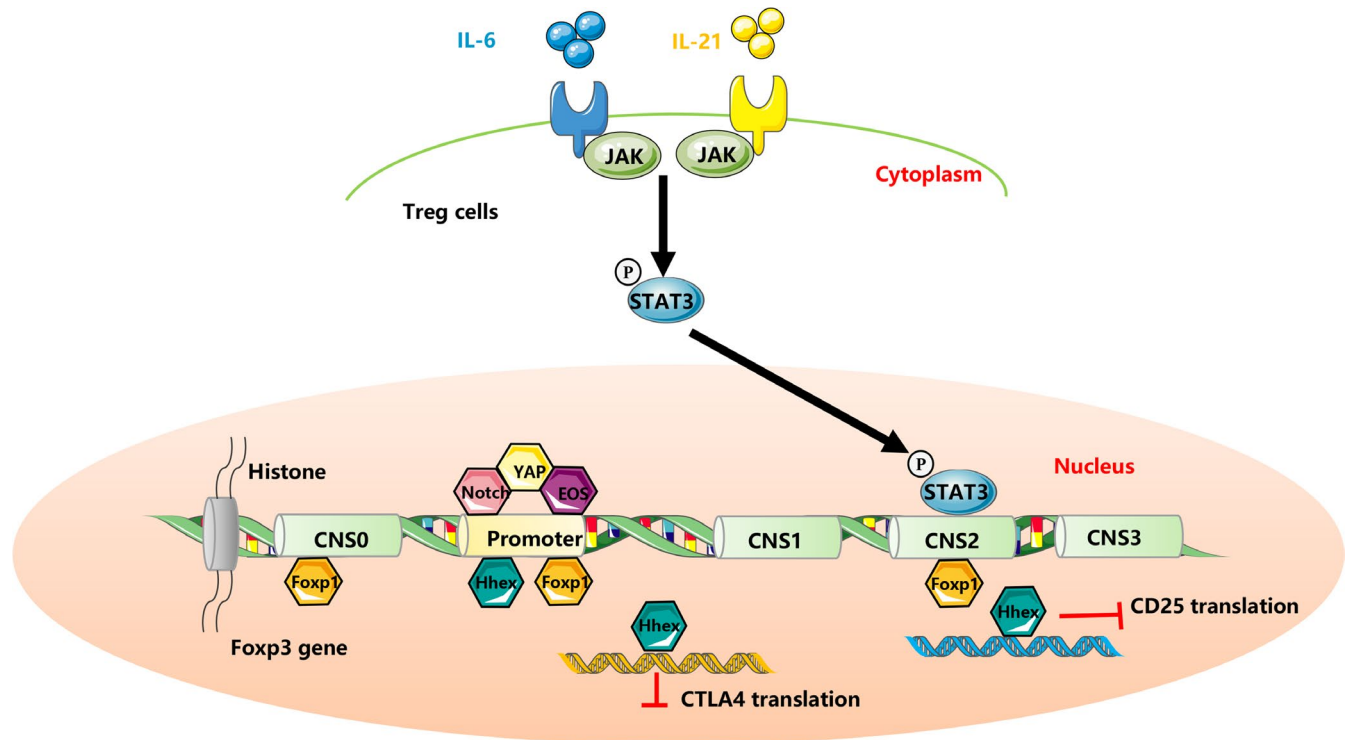 IL-6
IL-21
JAK
JAK
Cytoplasm
Treg cells
P
STAT3
P
STAT3
Nucleus
Histone
Notch
YAP
EOS
CNS0
Promoter
CNS1
CNS2
CNS3
Foxp1
Hhex
Foxp1
Foxp1
Hhex
CD25 translation
Hhex
Foxp3 gene
CTLA4 translation